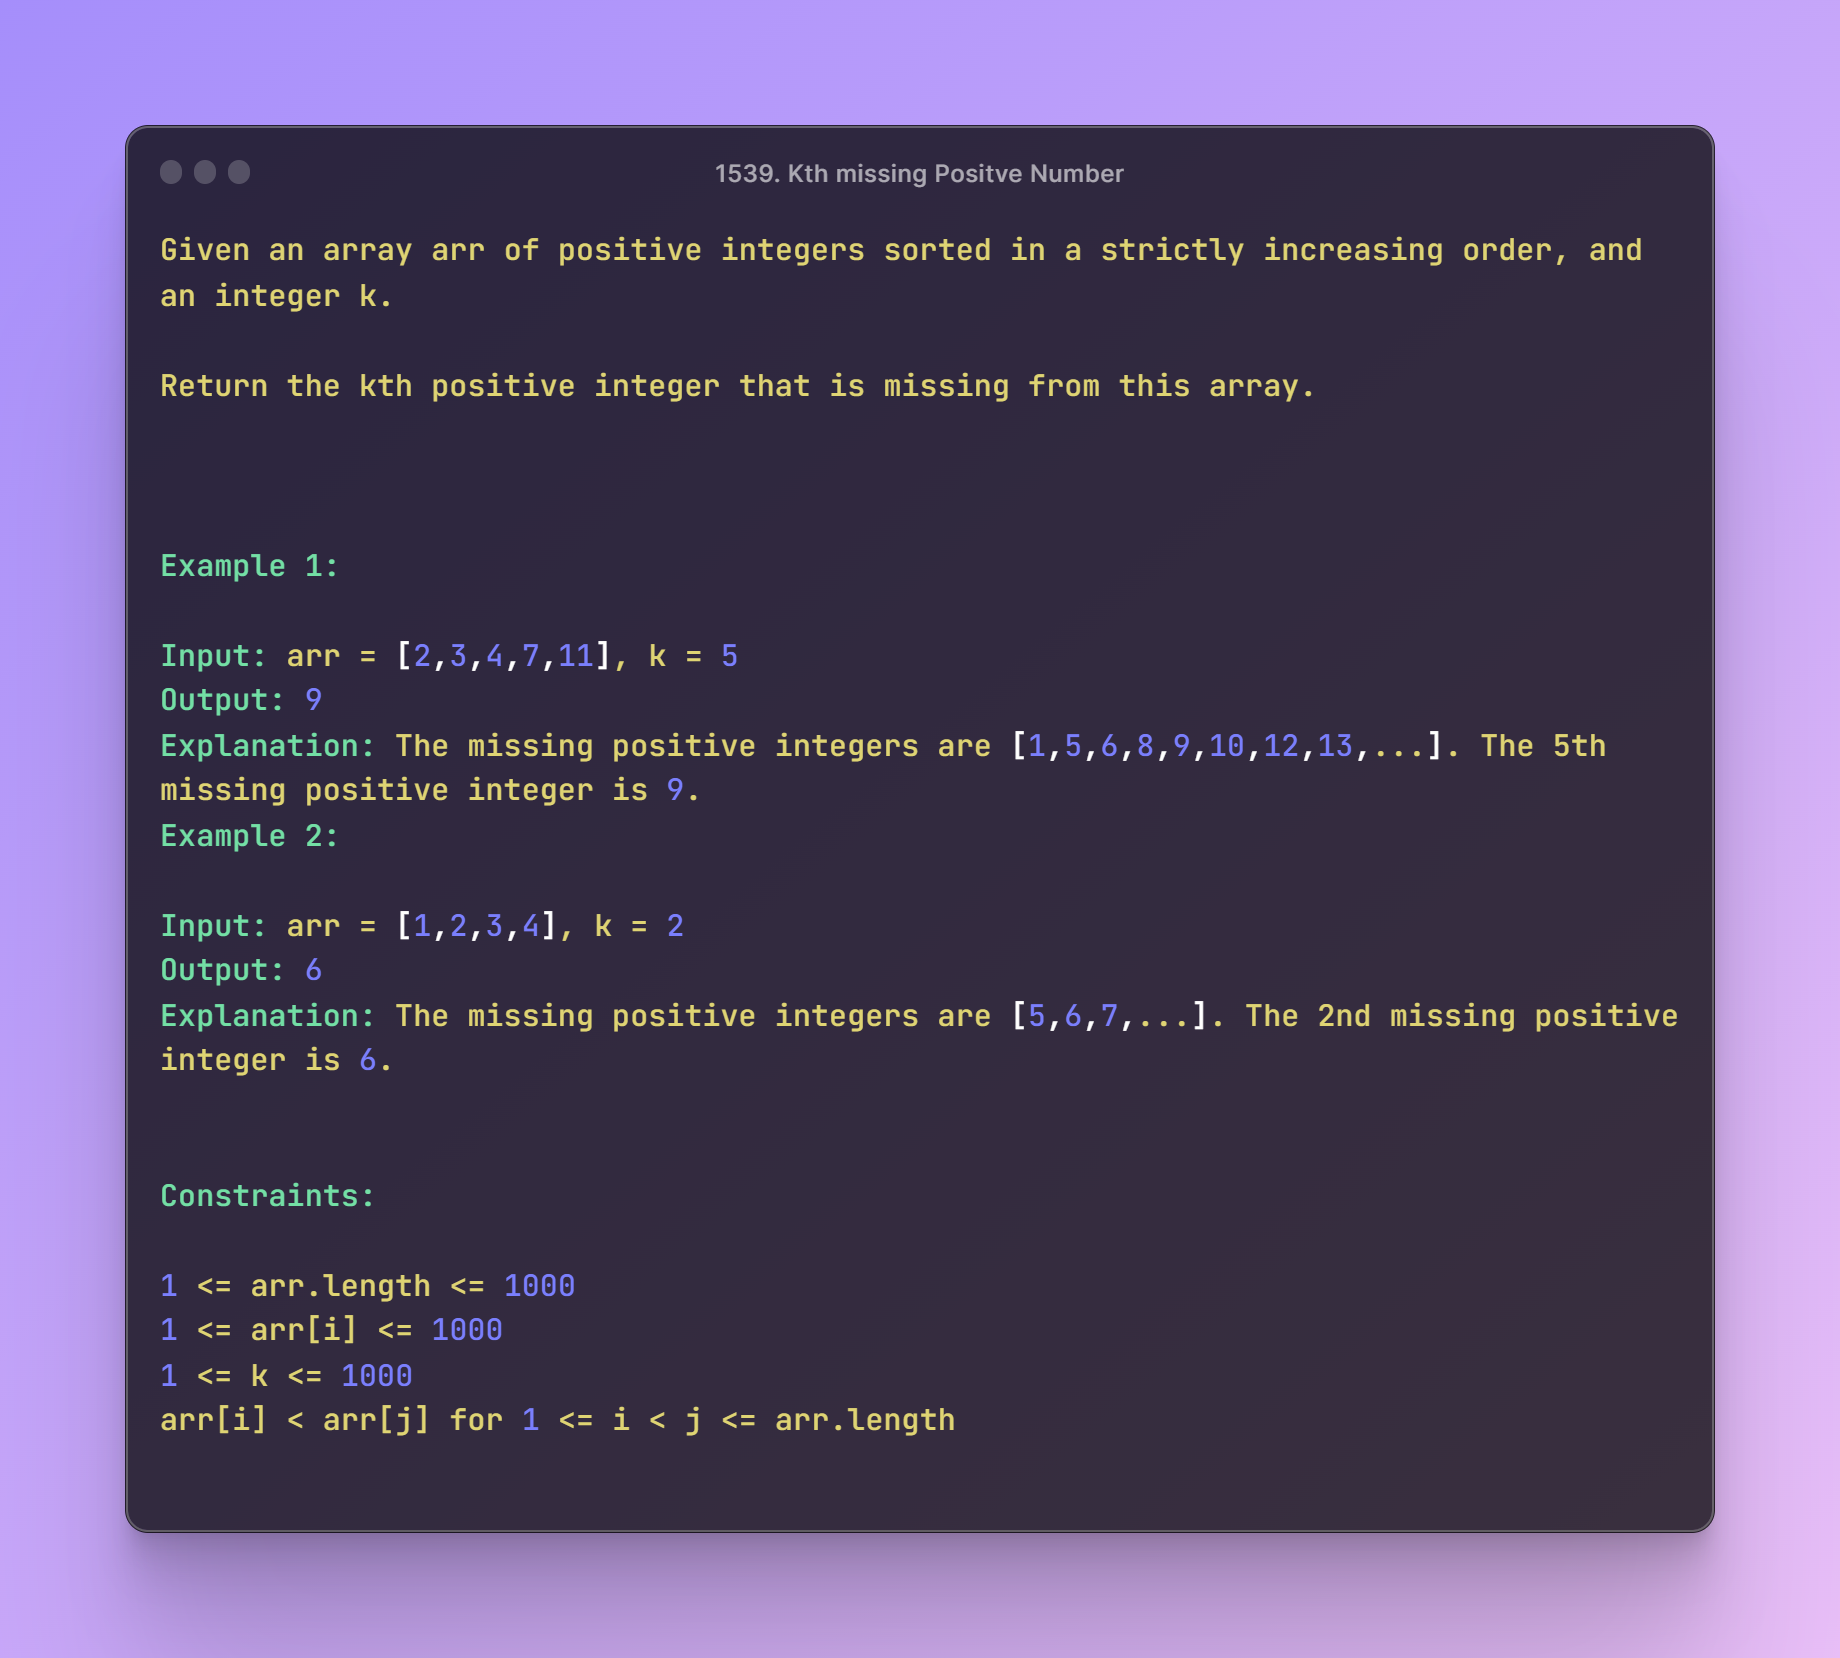 1539. Kth missing Positve Number
Given an array arr of positive integers sorted in a strictly increasing order, and
an integer k.
Return the kth positive integer that is missing from this array.
Example 1:
Input: arr = [2,3,4,7,11], k = 5
Output: 9
Explanation: The missing positive integers are [1,5,6,8,9,10,12,13,...]. The 5th
missing positive integer is 9.
Example 2:
Input: arr = [1,2,3,4], k = 2
Output: 6
Explanation: The missing positive integers are [5,6,7,...]. The 2nd missing positive
integer is 6.
Constraints:
1 <= arr.length <= 1000
1 <= arr[i] <= 1000
1 <= k <= 1000
arr[i] < arr[j] for 1 <= i < j <= arr.length